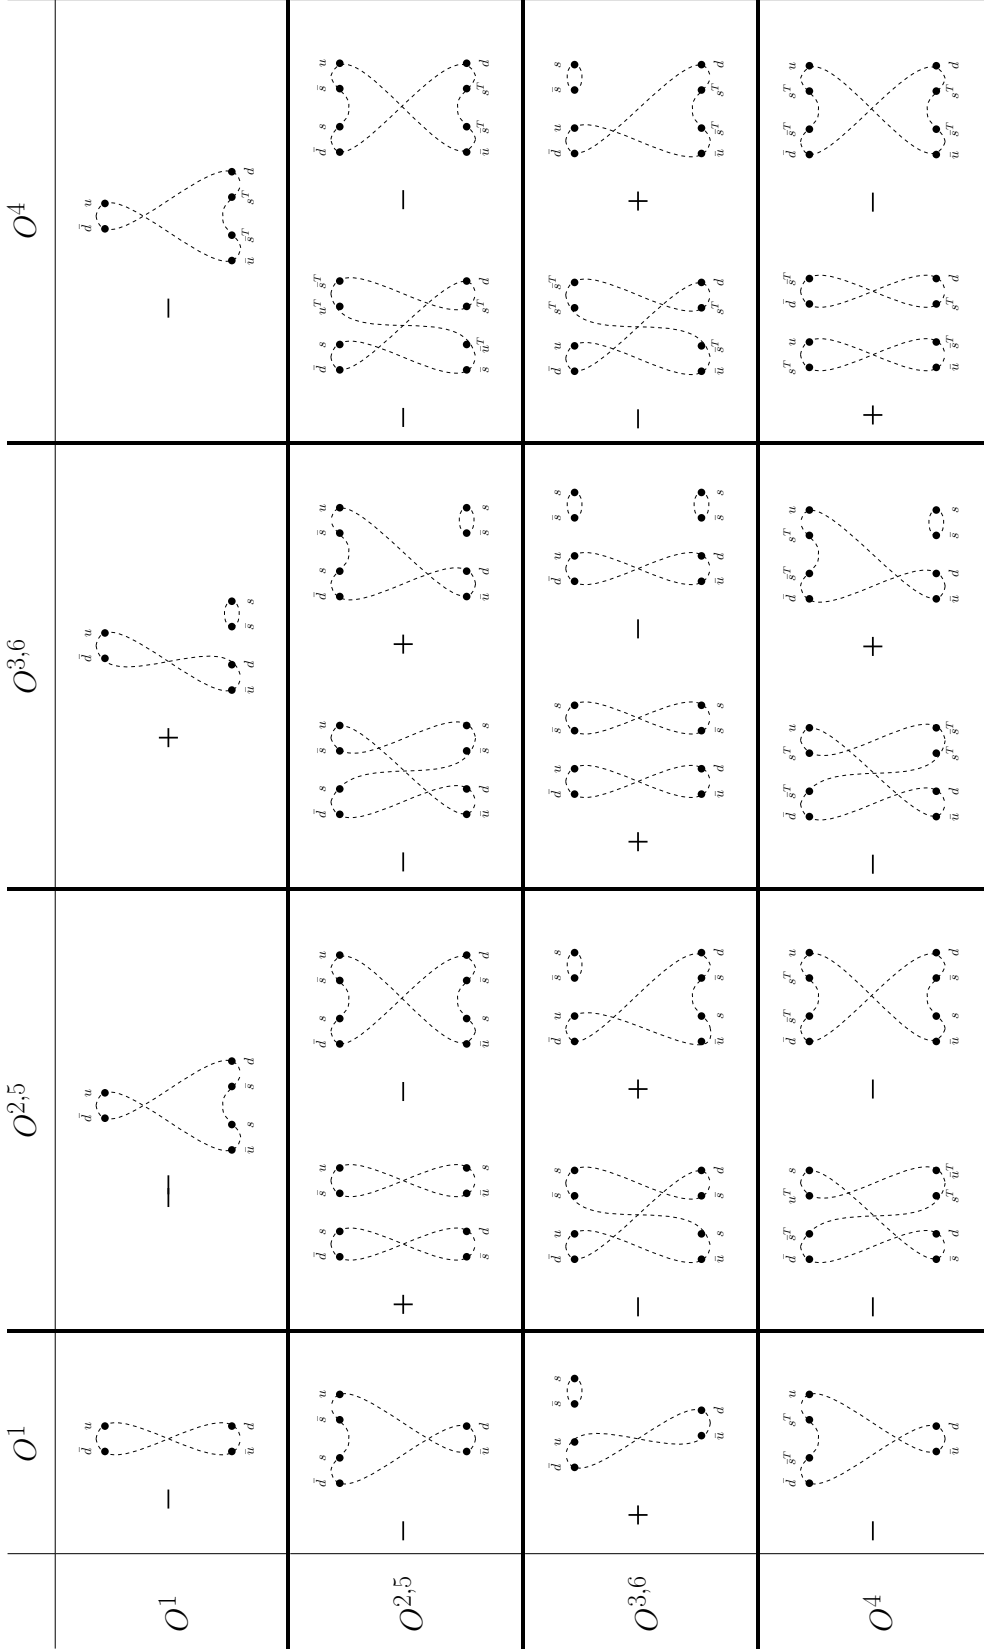 O^1 O^{2,5} O^{3,6} O^4
d̄ u d̄ u d̄ u d̄ u
O^1 − − + −
ū d ū s s̄ d ū d s̄ s ū s̄^T s^T d
d̄ s s̄ u d̄ s s̄ u d̄ s s̄ u d̄ s s̄ u d̄ s s̄ u d̄ s u^T s̄^T d̄ s s̄ u
O^{2,5} − + − − + − −
ū d s̄ d ū s ū s s̄ d ū d s̄ s ū d s̄ s s̄ ū^T s^T d ū s̄^T s^T d
d̄ u s̄ s d̄ u s̄ s d̄ u s̄ s d̄ u s̄ s d̄ u s̄ s d̄ u s^T s̄^T d̄ u s̄ s
O^{3,6} + − + + − − +
ū d ū s s̄ d ū s s̄ d ū d s̄ s ū d s̄ s ū s̄^T s^T d ū s̄^T s^T d
d̄ s̄^T s^T u d̄ s̄^T u^T s d̄ s̄^T s^T u d̄ s̄^T s^T u d̄ s̄^T s^T u s^T u d̄ s̄^T d̄ s̄^T s^T u
O^4 − − − − + + −
ū d s̄ d s^T ū^T ū s s̄ d ū d s^T s̄^T ū d s̄ s ū s̄^T s^T d ū s̄^T s^T d